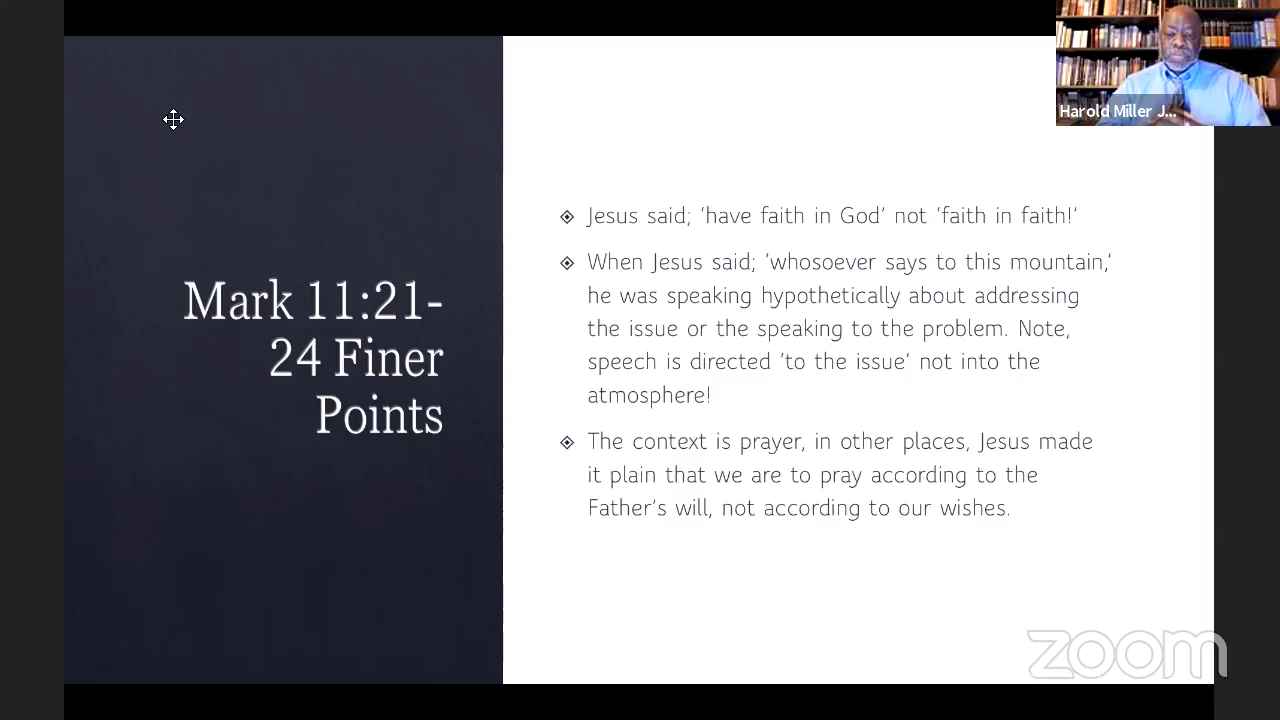 Harold Miller J...
Mark 11:21-
24 Finer
Points
Jesus said; ‘have faith in God’ not ‘faith in faith!’
When Jesus said; ‘whosoever says to this mountain,’
he was speaking hypothetically about addressing
the issue or the speaking to the problem. Note,
speech is directed ‘to the issue’ not into the
atmosphere!
The context is prayer, in other places, Jesus made
it plain that we are to pray according to the
Father’s will, not according to our wishes.
zoom